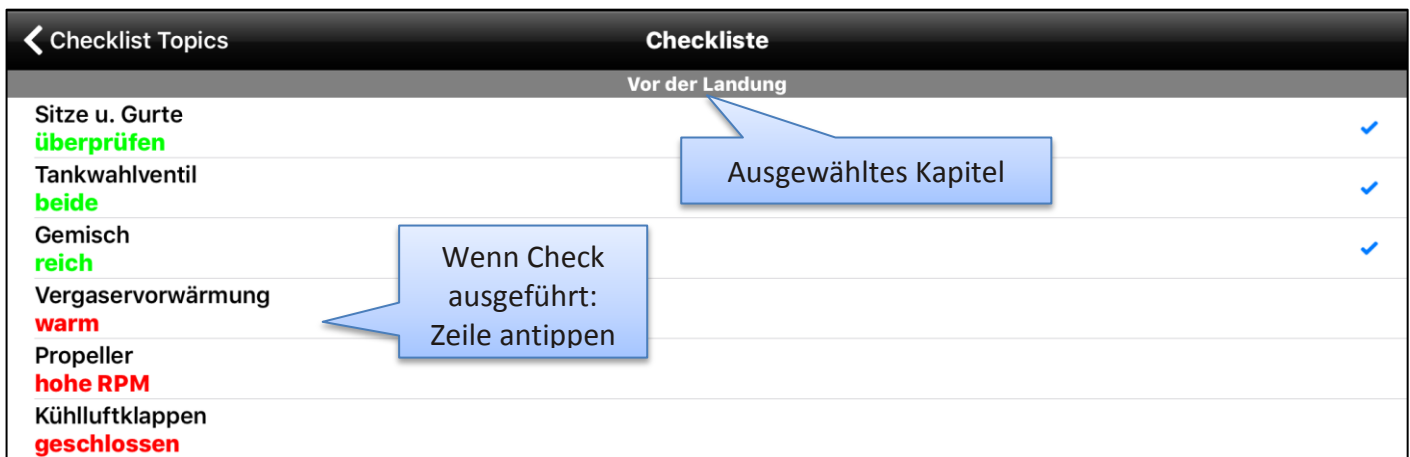 Checklist Topics
Checkliste
Vor der Landung
Sitze u. Gurte
überprüfen
Ausgewähltes Kapitel
Tankwahlventil
beide
Gemisch
reich
Wenn Check
ausgeführt:
Zeile antippen
Vergaservorwärmung
warm
Propeller
hohe RPM
Kühlluftklappen
geschlossen